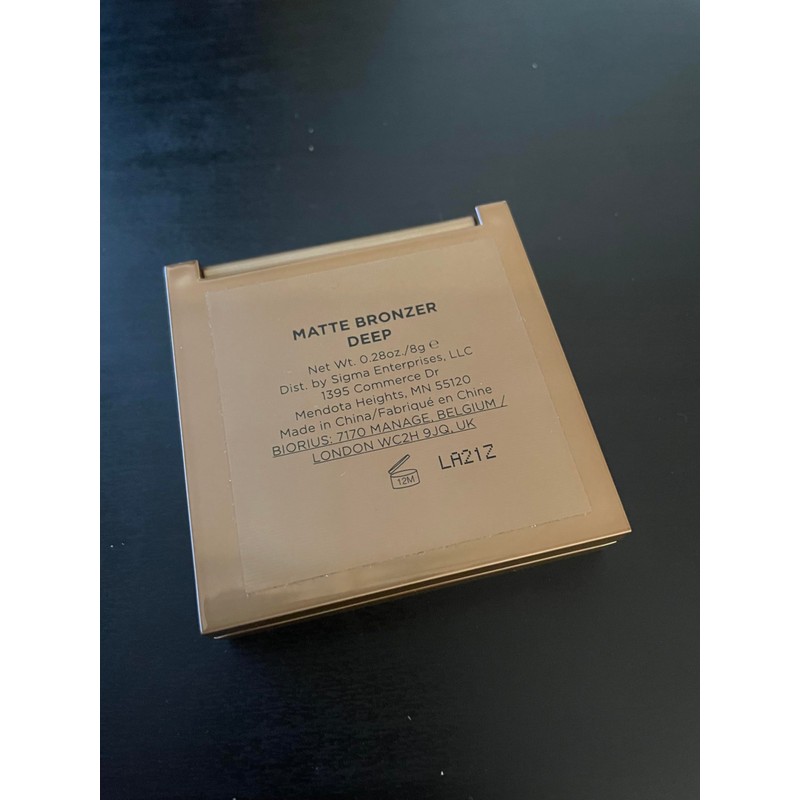 MATTE BRONZER
DEEP
Net Wt. 0.28oz./8g ℮
Dist. by Sigma Enterprises, LLC
1395 Commerce Dr
Mendota Heights, MN 55120
Made in China/Fabriqué en Chine
BIORIUS: 7170 MANAGE, BELGIUM /
LONDON WC2H 9JQ, UK
12M
LA21Z